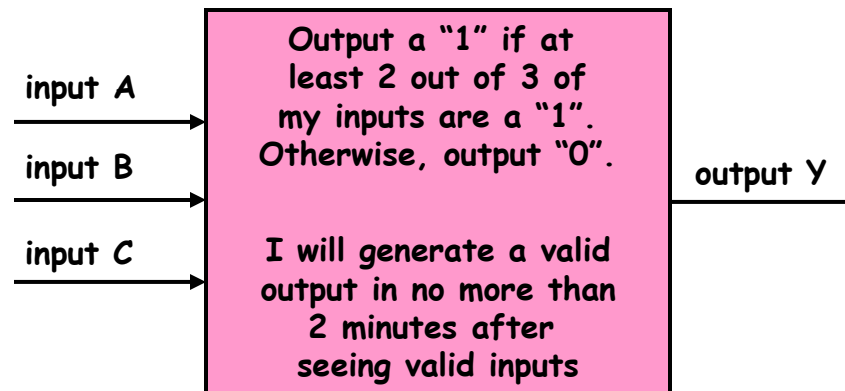 input A
input B
input C
Output a “1” if at
least 2 out of 3 of
my inputs are a “1”.
Otherwise, output “0”.
I will generate a valid
output in no more than
2 minutes after
seeing valid inputs
output Y